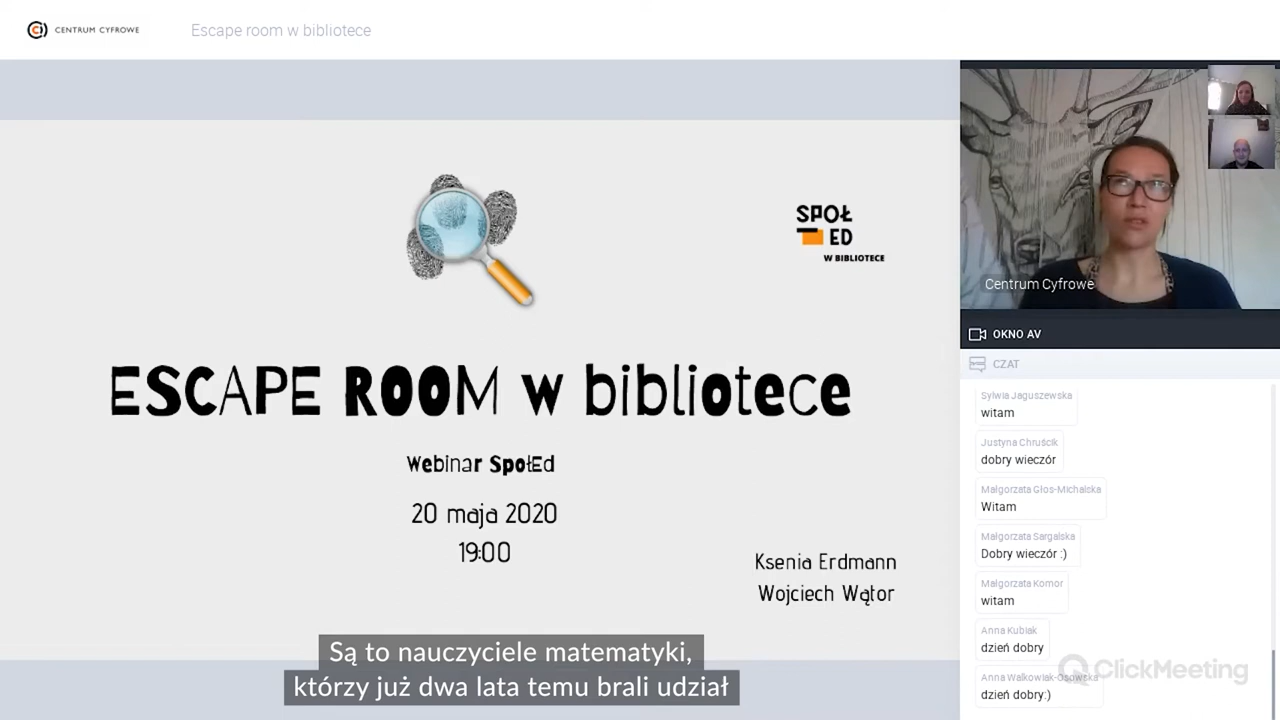 CENTRUM CYFROWE
Escape room w bibliotece
SPOŁ
ED
W BIBLIOTECE
ESCAPE ROOM w bibliotece
Webinar SpołEd
20 maja 2020
19:00
Ksenia Erdmann
Wojciech Wątor
Są to nauczyciele matematyki,
którzy już dwa lata temu brali udział
Centrum Cyfrowe
OKNO AV
CZAT
Sylwia Jaguszewska
witam
Justyna Chruścik
dobry wieczór
Małgorzata Głos-Michalska
Witam
Małgorzata Sargalska
Dobry wieczór :)
Małgorzata Komor
witam
Anna Kubiak
dzień dobry
Anna Walkowiak-Osowska
dzień dobry:)
ClickMeeting